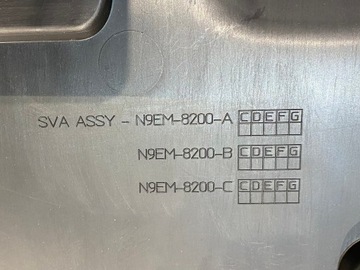 SVA ASSY - N9EM-8200-A CDEFG
N9EM-8200-B CDEFG
N9EM-8200-C CDEFG